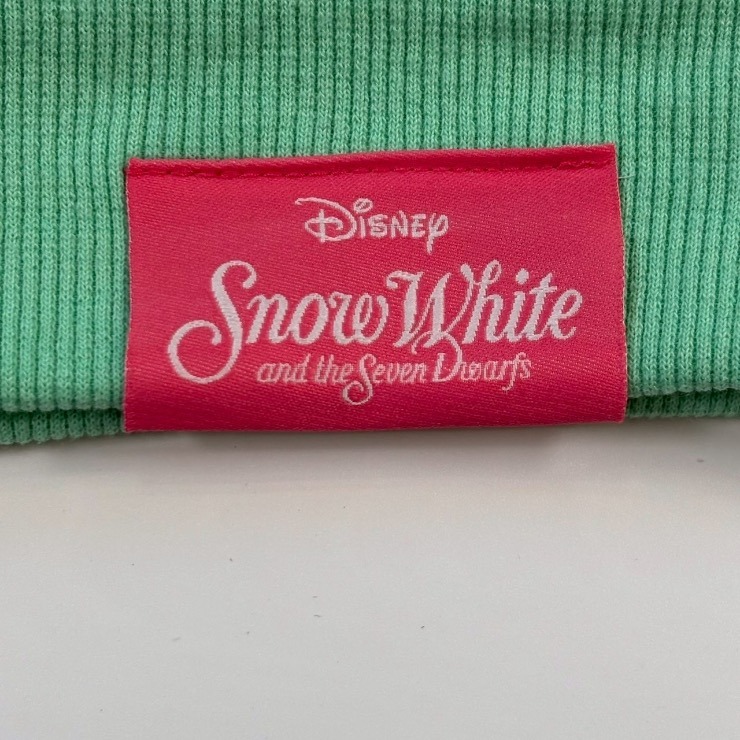 Disney
Snow White
and the Seven Dwarfs